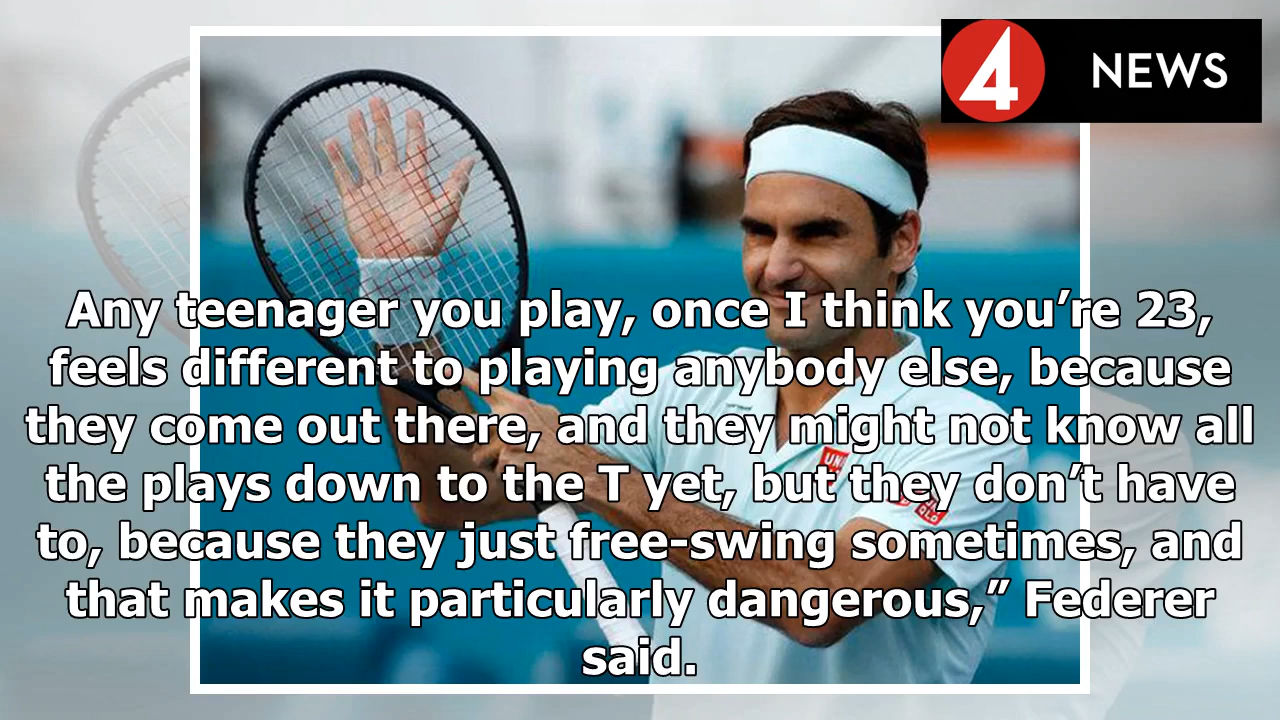 4 NEWS
Any teenager you play, once I think you’re 23,
feels different to playing anybody else, because
they come out there, and they might not know all
the plays down to the T yet, but they don’t have
to, because they just free-swing sometimes, and
that makes it particularly dangerous,” Federer
said.